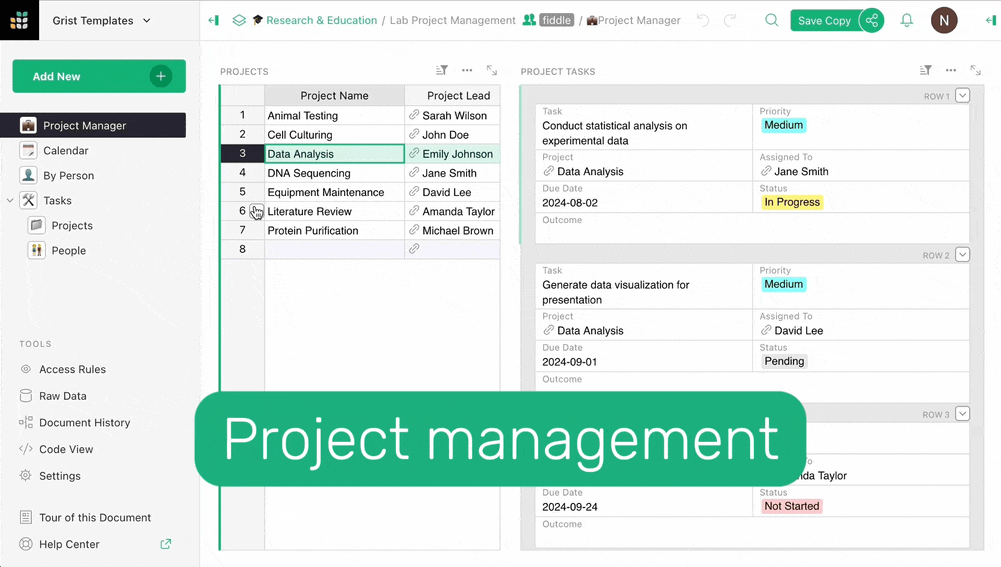 Grist Templates
Research & Education / Lab Project Management fiddle / Project Manager
Save Copy
N
Add New
Project Manager
Calendar
By Person
Tasks
Projects
People
TOOLS
Access Rules
Raw Data
Document History
Code View
Settings
Tour of this Document
Help Center
PROJECTS
Project Name Project Lead
1 Animal Testing Sarah Wilson
2 Cell Culturing John Doe
3 Data Analysis Emily Johnson
4 DNA Sequencing Jane Smith
5 Equipment Maintenance David Lee
6 Literature Review Amanda Taylor
7 Protein Purification Michael Brown
8
PROJECT TASKS
ROW 1
Task Priority
Conduct statistical analysis on Medium
experimental data
Project Assigned To
Data Analysis Jane Smith
Due Date Status
2024-08-02 In Progress
Outcome
ROW 2
Task Priority
Generate data visualization for Medium
presentation
Project Assigned To
Data Analysis David Lee
Due Date Status
2024-09-01 Pending
Outcome
ROW 3
Project management
Due Date Status
2024-09-24 Not Started
Outcome